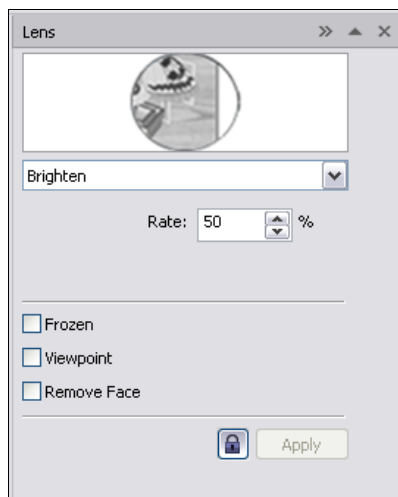 Lens
Brighten
Rate: 50 %
Frozen
Viewpoint
Remove Face
Apply